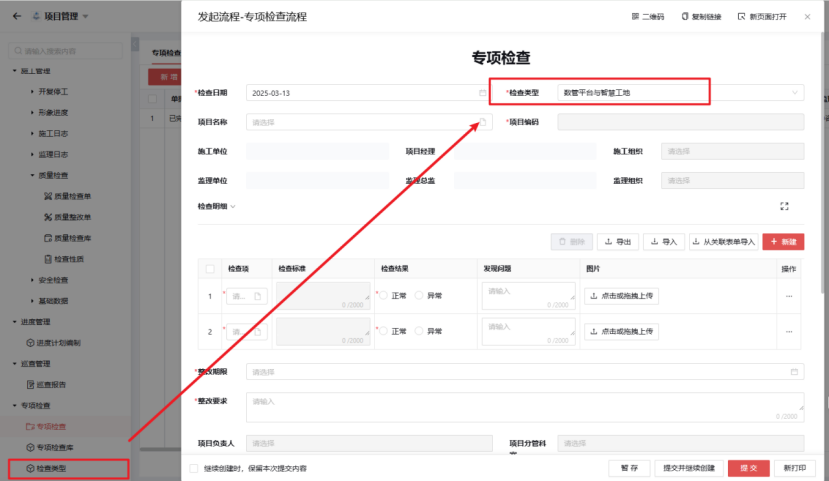 项目管理
请输入搜索内容
施工管理
开复停工
形象进度
施工日志
监理日志
质量检查
质量检查单
质量整改单
质量检查库
检查性质
安全检查
基础数据
进度管理
进度计划编制
巡查管理
巡查报告
专项检查
专项检查
专项检查库
检查类型
专项检查
新增
1
发起流程-专项检查流程
二维码 复制链接 新页面打开
专项检查
*检查日期 2025-03-13 *检查类型 数管平台与智慧工地
项目名称 请选择 *项目编码
施工单位 项目经理 施工组织 请选择
监理单位 监理总监 监理组织 请选择
检查明细
删除 导出 导入 从关联表单导入 + 新建
检查项 检查标准 检查结果 发现问题 图片 操作
1 * 请... 0 /2000 * 正常 异常 请输入 0 /2000 点击或拖拽上传 ...
2 * 请... 0 /2000 * 正常 异常 请输入 0 /2000 点击或拖拽上传 ...
*整改期限 请选择
*整改要求 请输入
0 /2000
项目负责人 请选择 项目分管科 请选择
继续创建时，保留本次提交内容 暂存 提交并继续创建 提交 新打印